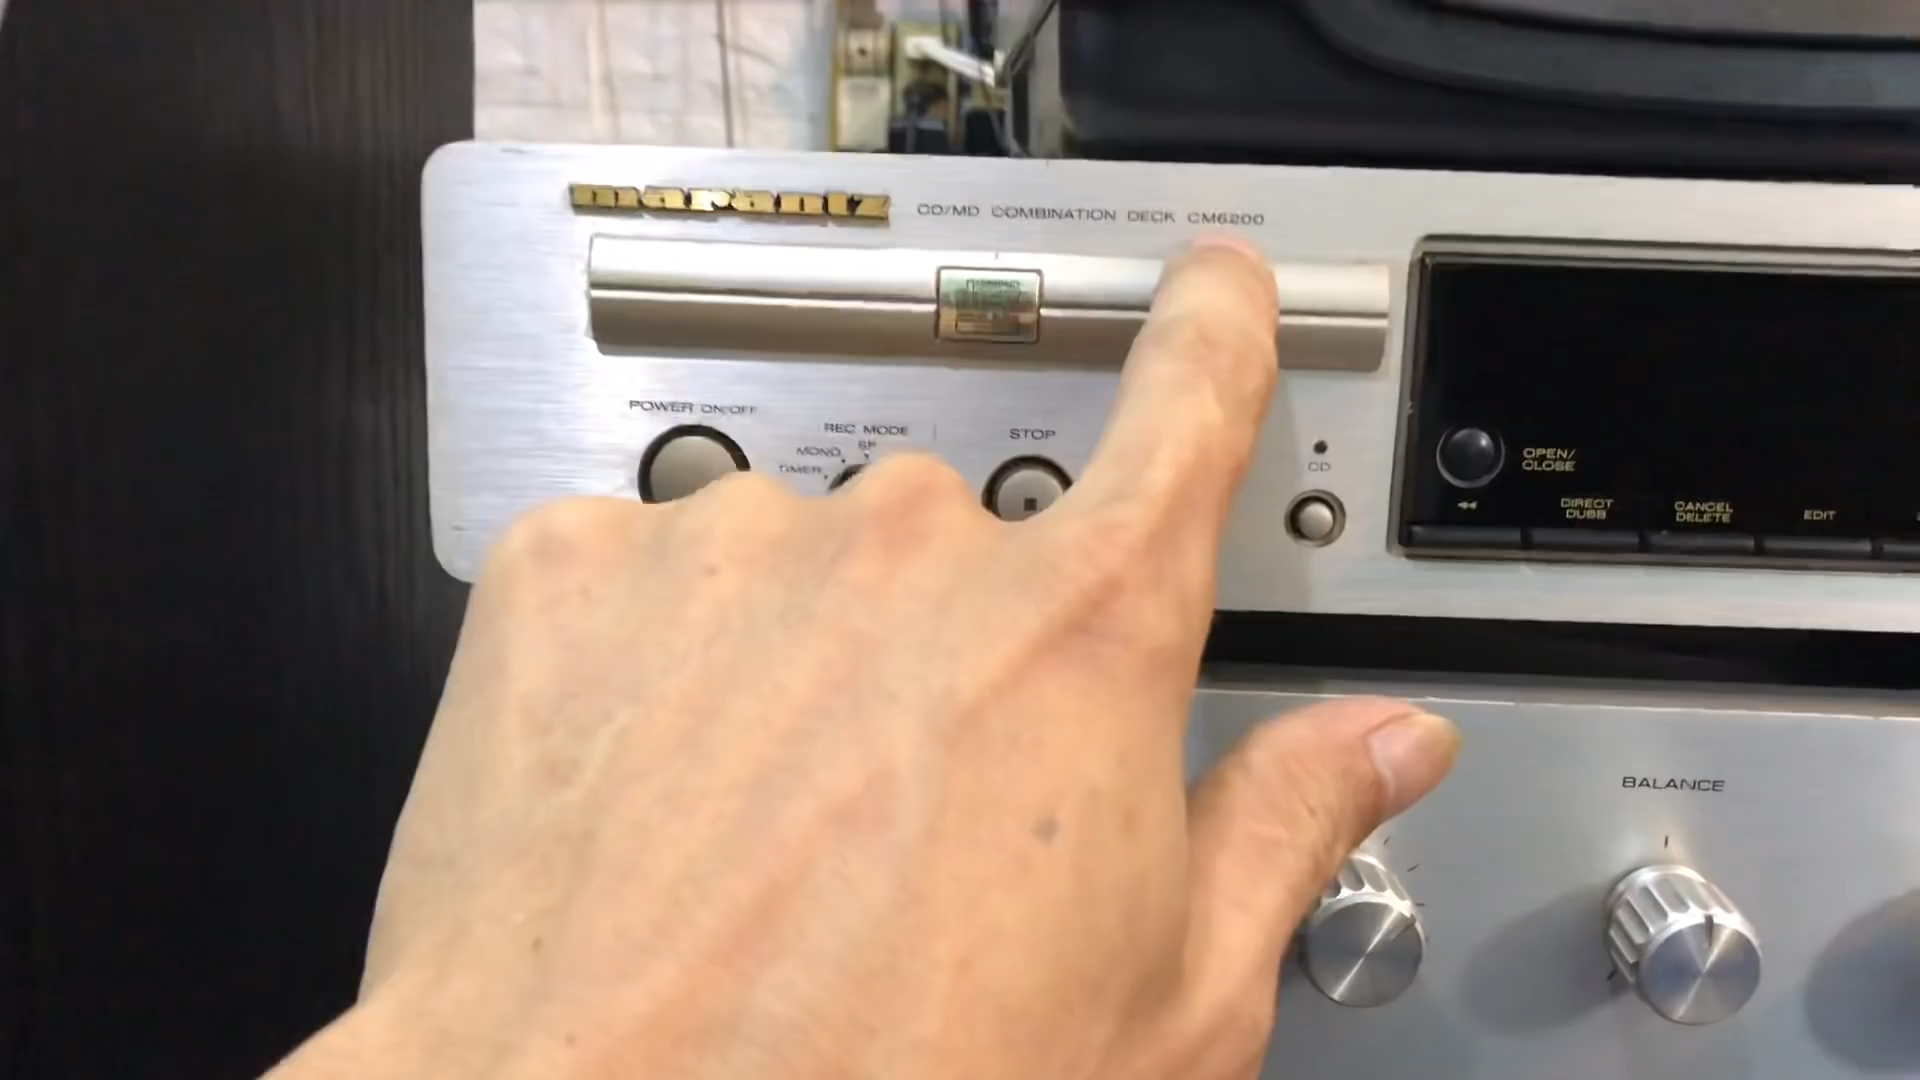 marantz
CD/MD COMBINATION DECK CM6200
POWER ON/OFF
REC MODE
SP
MONO
TIMER
STOP
CD
OPEN/
CLOSE
DIRECT
DUBB
CANCEL
DELETE
EDIT
BALANCE